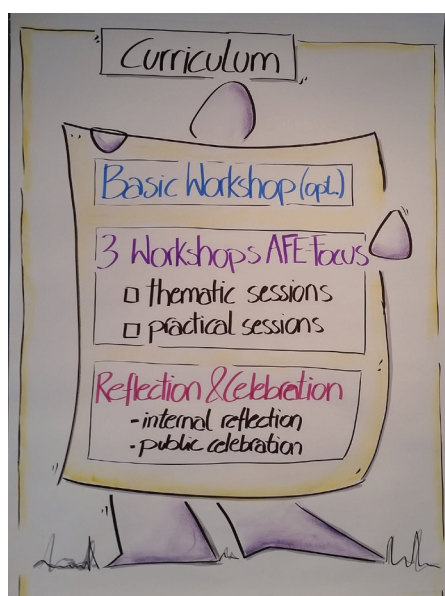 Curriculum
Basic Workshop (opt.)
3 Workshops AFE-Focus
thematic sessions
practical sessions
Reflection & Celebration
- internal reflection
- public celebration